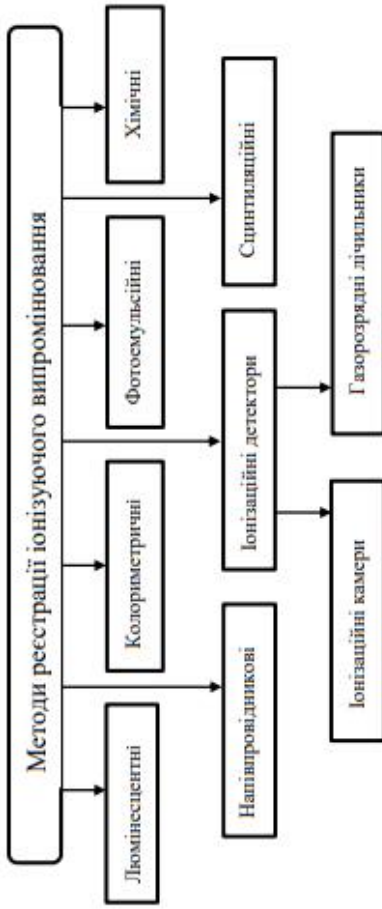 Методи реєстрації іонізуючого випромінювання
Люмінесцентні
Колориметричні
Фотоемульсійні
Хімічні
Напівпровідникові
Іонізаційні детектори
Сцинтиляційні
Іонізаційні камери
Газорозрядні лічильники